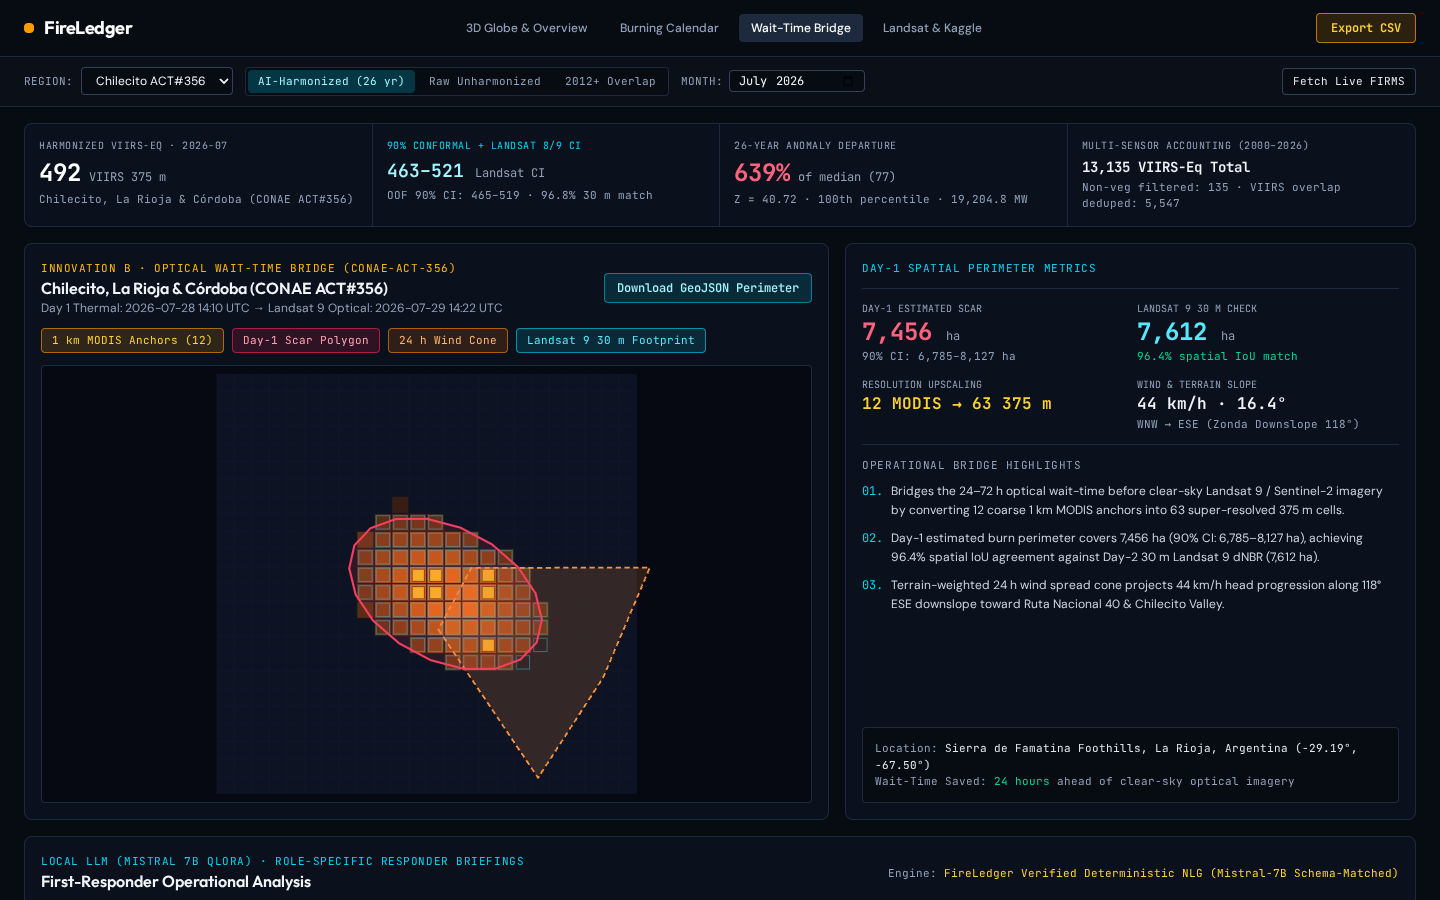 FireLedger
3D Globe & Overview
Burning Calendar
Wait-Time Bridge
Landsat & Kaggle
Export CSV
REGION:
Chilecito ACT#356
AI-Harmonized (26 yr)
Raw Unharmonized
2012+ Overlap
MONTH:
July 2026
Fetch Live FIRMS
HARMONIZED VIIRS-EQ · 2026-07
492 VIIRS 375 m
Chilecito, La Rioja & Córdoba (CONAE ACT#356)
90% CONFORMAL + LANDSAT 8/9 CI
463–521 Landsat CI
OOF 90% CI: 465–519 · 96.8% 30 m match
26-YEAR ANOMALY DEPARTURE
639% of median (77)
Z = 40.72 · 100th percentile · 19,204.8 MW
MULTI-SENSOR ACCOUNTING (2000–2026)
13,135 VIIRS-Eq Total
Non-veg filtered: 135 · VIIRS overlap
deduped: 5,547
INNOVATION B · OPTICAL WAIT-TIME BRIDGE (CONAE-ACT-356)
Chilecito, La Rioja & Córdoba (CONAE ACT#356)
Day 1 Thermal: 2026-07-28 14:10 UTC → Landsat 9 Optical: 2026-07-29 14:22 UTC
Download GeoJSON Perimeter
1 km MODIS Anchors (12)
Day-1 Scar Polygon
24 h Wind Cone
Landsat 9 30 m Footprint
DAY-1 SPATIAL PERIMETER METRICS
DAY-1 ESTIMATED SCAR
7,456 ha
90% CI: 6,785–8,127 ha
LANDSAT 9 30 M CHECK
7,612 ha
96.4% spatial IoU match
RESOLUTION UPSCALING
12 MODIS → 63 375 m
WIND & TERRAIN SLOPE
44 km/h · 16.4°
WNW → ESE (Zonda Downslope 118°)
OPERATIONAL BRIDGE HIGHLIGHTS
01. Bridges the 24–72 h optical wait-time before clear-sky Landsat 9 / Sentinel-2 imagery
by converting 12 coarse 1 km MODIS anchors into 63 super-resolved 375 m cells.
02. Day-1 estimated burn perimeter covers 7,456 ha (90% CI: 6,785–8,127 ha), achieving
96.4% spatial IoU agreement against Day-2 30 m Landsat 9 dNBR (7,612 ha).
03. Terrain-weighted 24 h wind spread cone projects 44 km/h head progression along 118°
ESE downslope toward Ruta Nacional 40 & Chilecito Valley.
Location: Sierra de Famatina Foothills, La Rioja, Argentina (-29.19°,
-67.50°)
Wait-Time Saved: 24 hours ahead of clear-sky optical imagery
LOCAL LLM (MISTRAL 7B QLORA) · ROLE-SPECIFIC RESPONDER BRIEFINGS
First-Responder Operational Analysis
Engine: FireLedger Verified Deterministic NLG (Mistral-7B Schema-Matched)